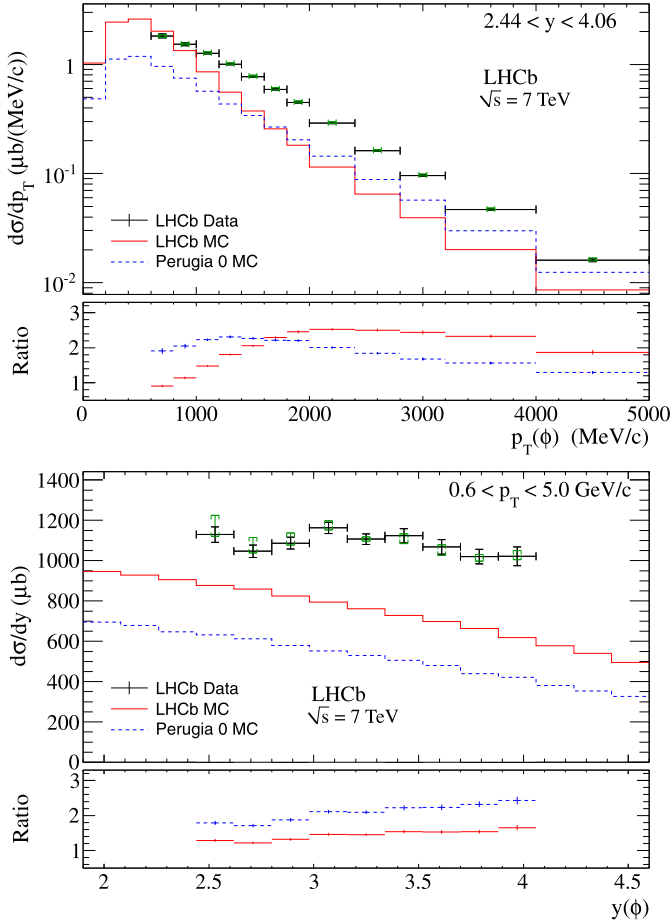 2.44 < y < 4.06
LHCb
√s = 7 TeV
dσ/dp_T (μb/(MeV/c))
1
10⁻¹
10⁻²
LHCb Data
LHCb MC
Perugia 0 MC
Ratio
3
2
1
0 1000 2000 3000 4000 5000
p_T(ϕ) (MeV/c)
0.6 < p_T < 5.0 GeV/c
dσ/dy (μb)
1400
1200
1000
800
600
400
200
0
LHCb Data
LHCb MC
Perugia 0 MC
LHCb
√s = 7 TeV
Ratio
3
2
1
2 2.5 3 3.5 4 4.5
y(ϕ)